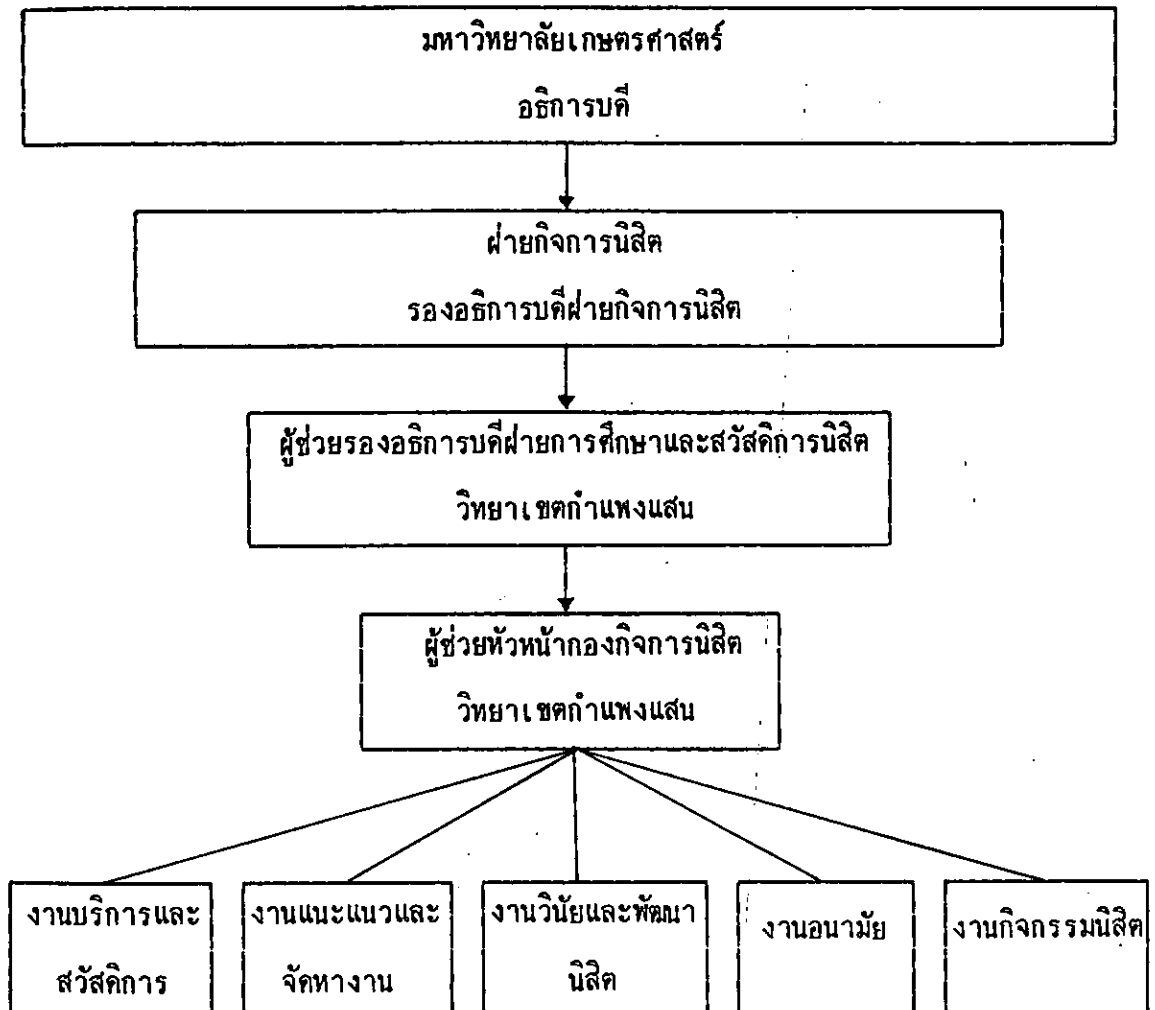 มหาวิทยาลัยเกษตรศาสตร์
อธิการบดี
ฝ่ายกิจการนิสิต
รองอธิการบดีฝ่ายกิจการนิสิต
ผู้ช่วยรองอธิการบดีฝ่ายการศึกษาและสวัสดิการนิสิต
วิทยาเขตกำแพงแสน
ผู้ช่วยหัวหน้ากองกิจการนิสิต
วิทยาเขตกำแพงแสน
งานบริการและ
สวัสดิการ
งานแนะแนวและ
จัดหางาน
งานวินัยและพัฒนา
นิสิต
งานอนามัย
งานกิจกรรมนิสิต